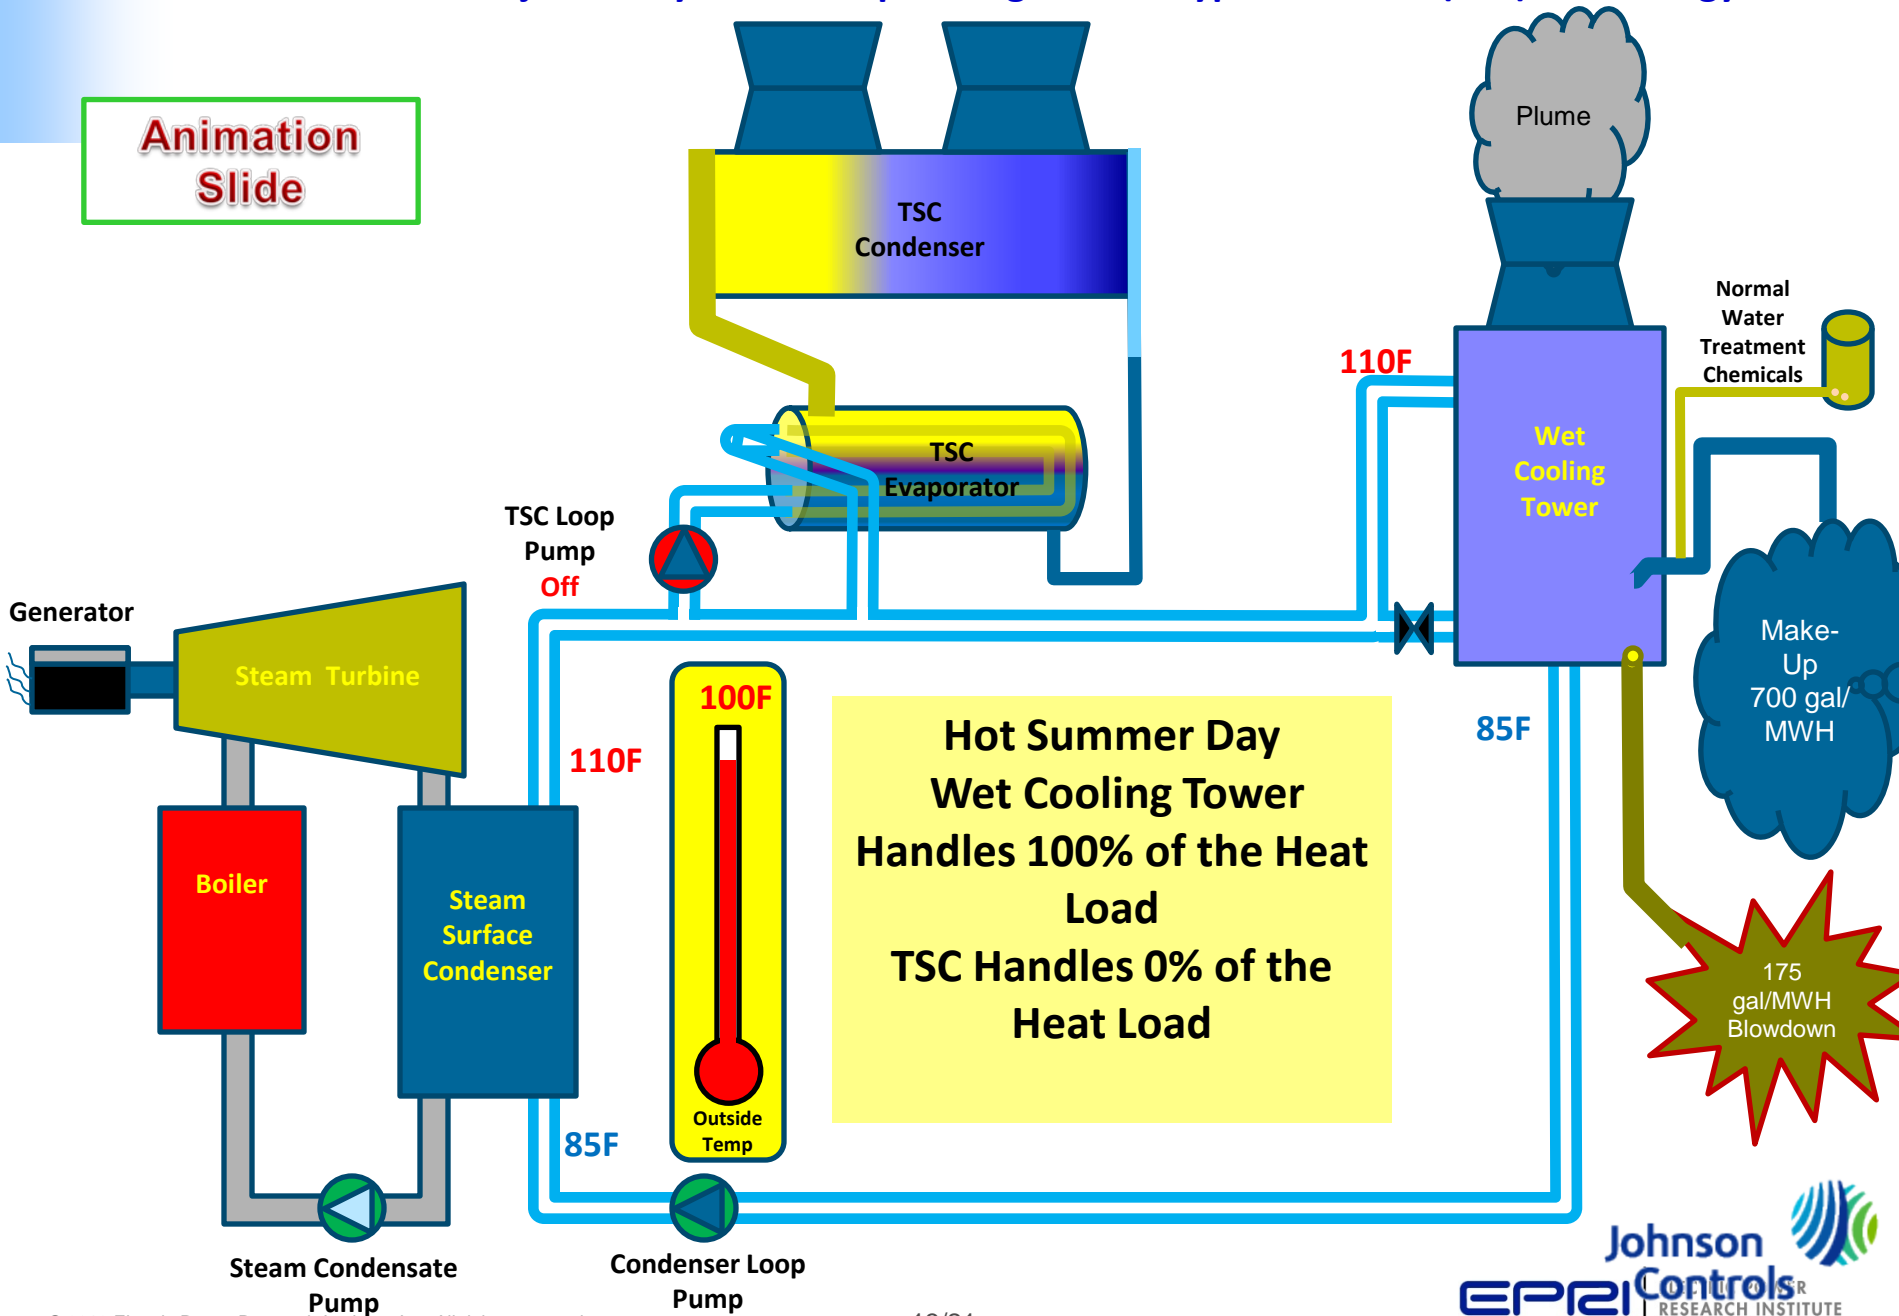 Animation
Slide
TSC
Condenser
Plume
Normal
Water
Treatment
Chemicals
110F
Wet
Cooling
Tower
TSC
Evaporator
TSC Loop
Pump
Off
Generator
Steam Turbine
Make-
Up
700 gal/
MWH
100F
110F
85F
Hot Summer Day
Wet Cooling Tower
Handles 100% of the Heat
Load
TSC Handles 0% of the
Heat Load
Boiler
Steam
Surface
Condenser
175
gal/MWH
Blowdown
Outside
Temp
85F
Steam Condensate
Pump
Condenser Loop
Pump
Johnson
Controls
EPRI
RESEARCH INSTITUTE